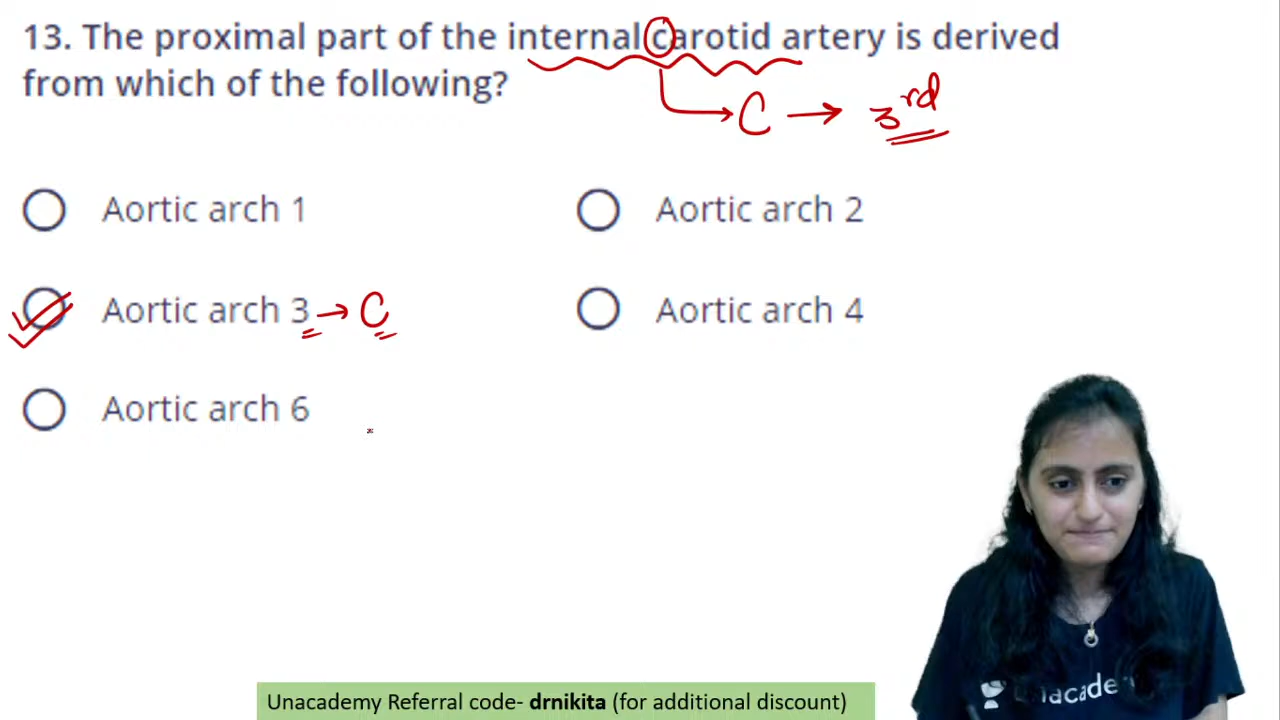 13. The proximal part of the internal carotid artery is derived
from which of the following?
C → 3rd
Aortic arch 1
Aortic arch 2
Aortic arch 3 → C
Aortic arch 4
Aortic arch 6
Unacademy Referral code- drnikita (for additional discount)